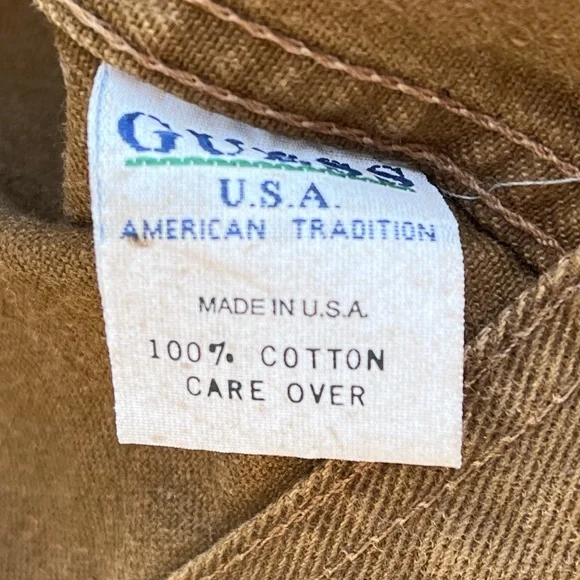 GUESS
U.S.A.
AMERICAN TRADITION
MADE IN U.S.A.
100% COTTON
CARE OVER